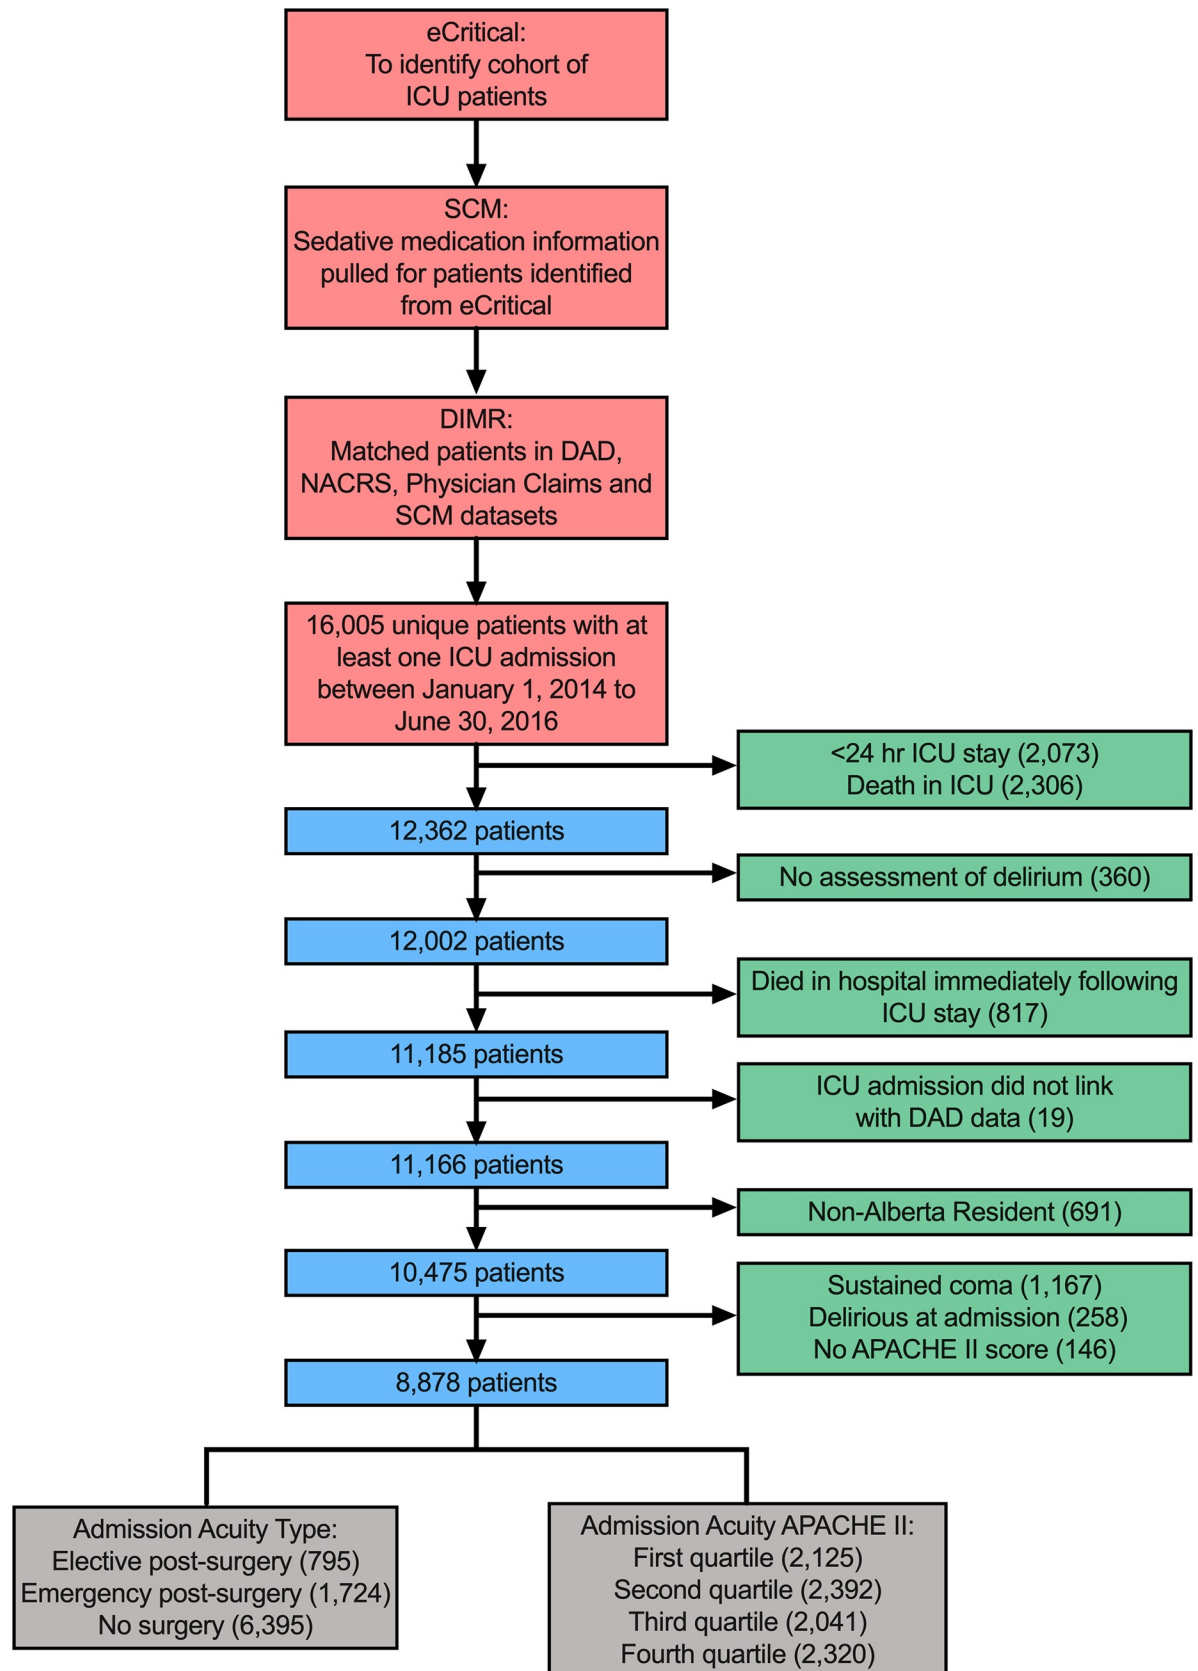 eCritical:
To identify cohort of
ICU patients
SCM:
Sedative medication information
pulled for patients identified
from eCritical
DIMR:
Matched patients in DAD,
NACRS, Physician Claims and
SCM datasets
16,005 unique patients with at
least one ICU admission
between January 1, 2014 to
June 30, 2016
<24 hr ICU stay (2,073)
Death in ICU (2,306)
12,362 patients
No assessment of delirium (360)
12,002 patients
Died in hospital immediately following
ICU stay (817)
11,185 patients
ICU admission did not link
with DAD data (19)
11,166 patients
Non-Alberta Resident (691)
10,475 patients
Sustained coma (1,167)
Delirious at admission (258)
No APACHE II score (146)
8,878 patients
Admission Acuity Type:
Elective post-surgery (795)
Emergency post-surgery (1,724)
No surgery (6,395)
Admission Acuity APACHE II:
First quartile (2,125)
Second quartile (2,392)
Third quartile (2,041)
Fourth quartile (2,320)